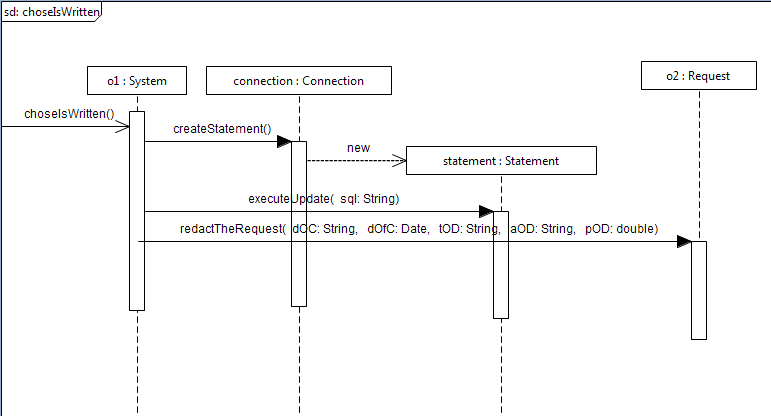 sd: choseIsWritten
o1 : System
connection : Connection
o2 : Request
choseIsWritten()
createStatement()
new
statement : Statement
executeUpdate( sql: String)
redactTheRequest( dOC: String, dOfC: Date, tOD: String, aOD: String, pOD: double)